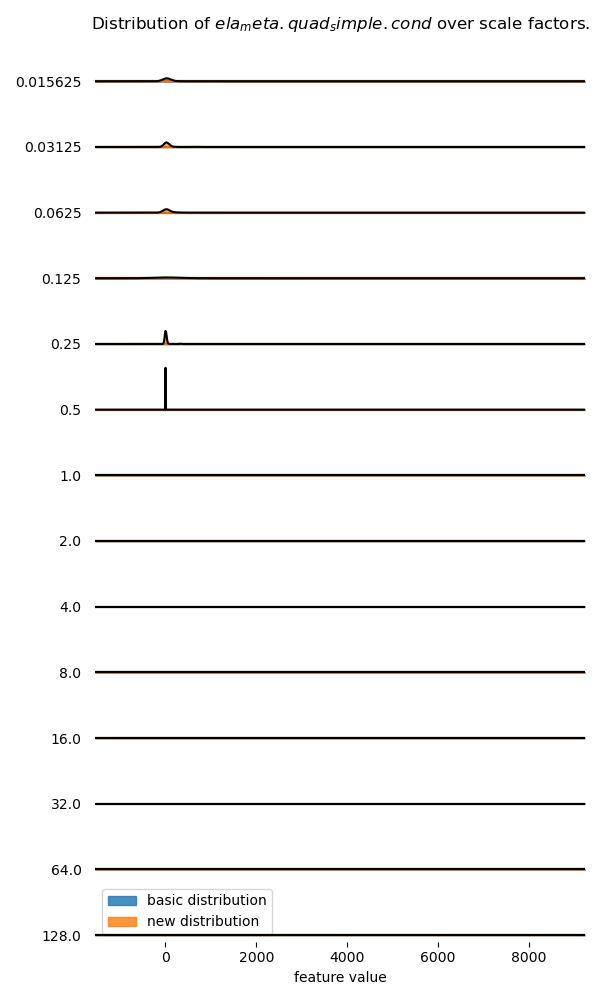 Distribution of elaₘeta.quadₛimple.cond over scale factors.
0.015625
0.03125
0.0625
0.125
0.25
0.5
1.0
2.0
4.0
8.0
16.0
32.0
64.0
basic distribution
new distribution
128.0
0 2000 4000 6000 8000
feature value